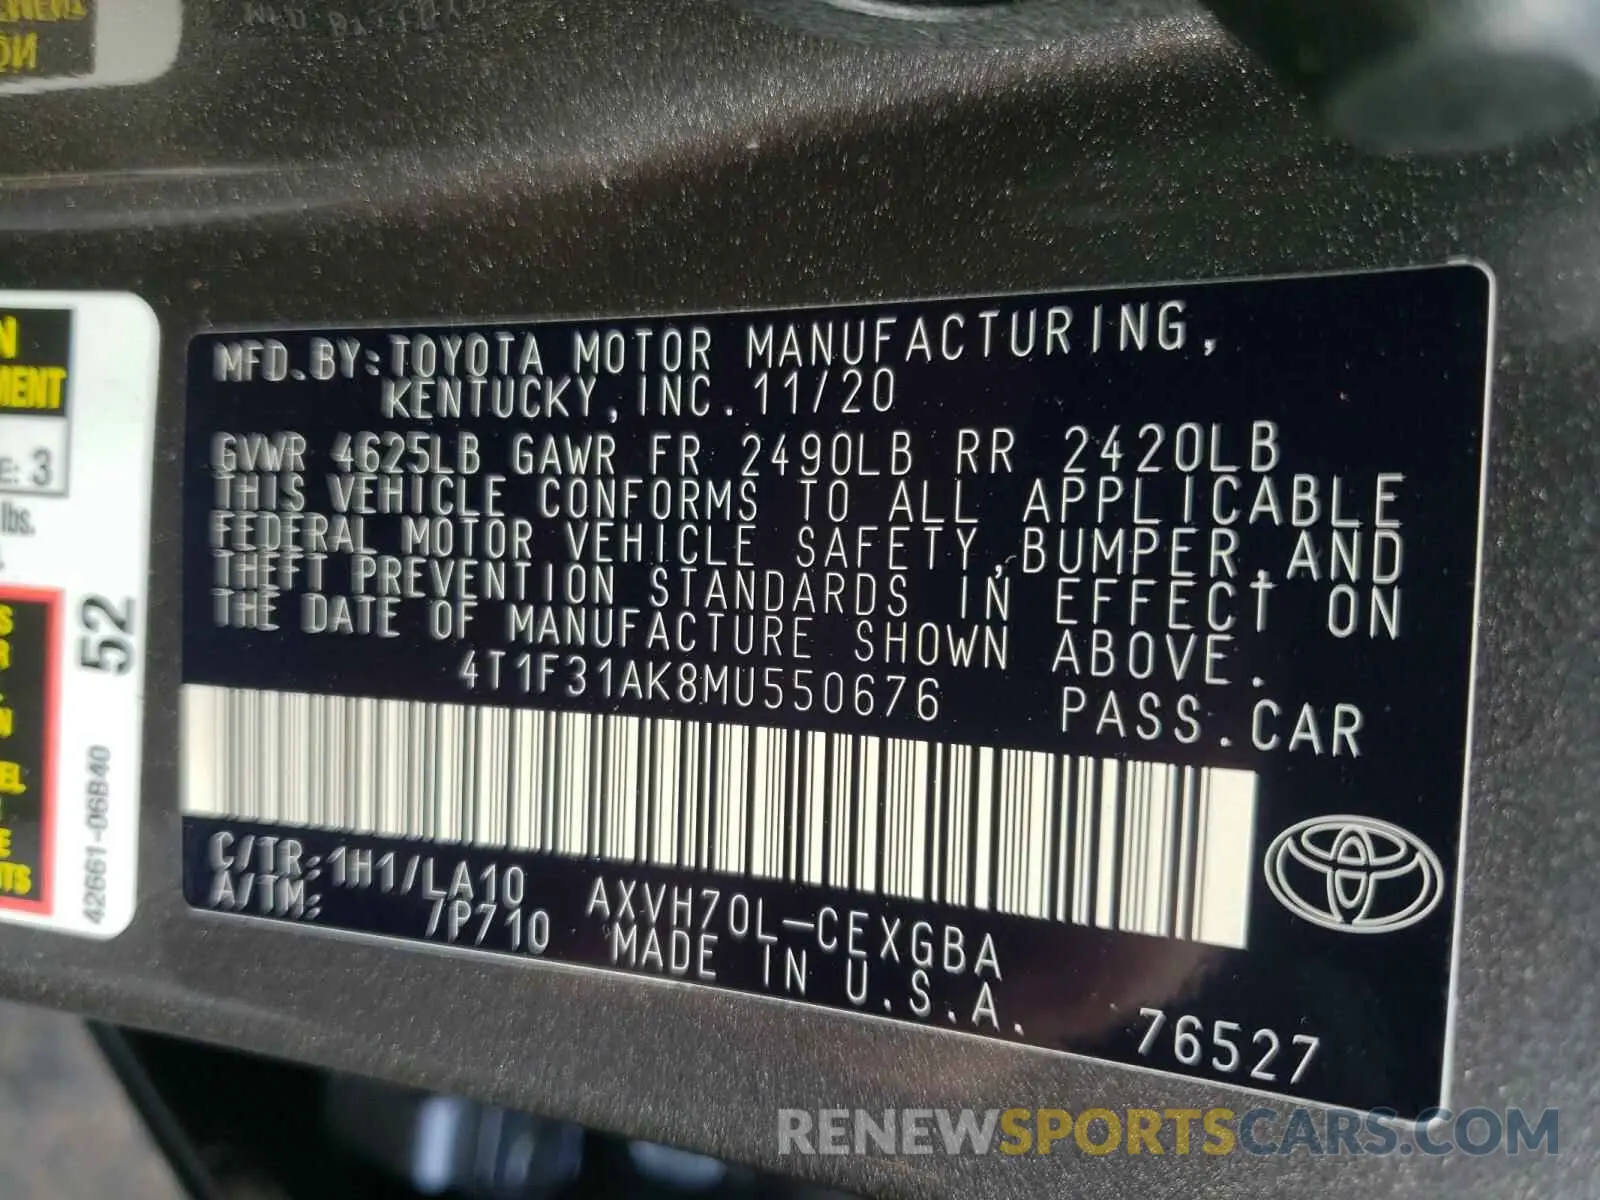 MFD. BY: TOYOTA MOTOR MANUFACTURING,
KENTUCKY, INC. 11/20
GVWR 4625LB GAWR FR 2490LB RR 2420LB
THIS VEHICLE CONFORMS TO ALL APPLICABLE
FEDERAL MOTOR VEHICLE SAFETY, BUMPER, AND
THEFT PREVENTION STANDARDS IN EFFECT ON
THE DATE OF MANUFACTURE SHOWN ABOVE.
4T1F31AK8MU550676 PASS. CAR
C/TR: 1H1/LA10 AXVH70L-CEXGBA
A/TM: 7P710 MADE IN U.S.A.
76527
MENT
E: 3
lbs.
52
42661-06B40
RENEWSPORTSCARS.COM